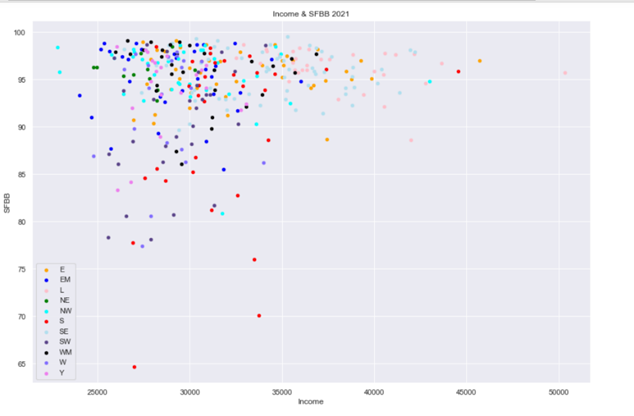 Income & SFBB 2021
100
95
90
85
80
75
70
65
SFBB
E
EM
L
NE
NW
S
SE
SW
WM
W
Y
25000 30000 35000 40000 45000 50000
Income